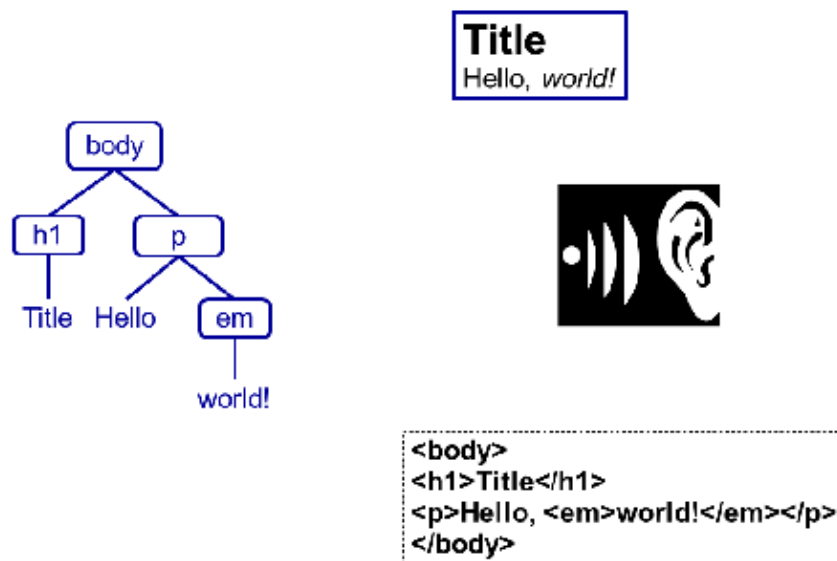 Title
Hello, world!
body
h1
p
Title
Hello
em
world!
<body>
<h1>Title</h1>
<p>Hello, <em>world!</em></p>
</body>